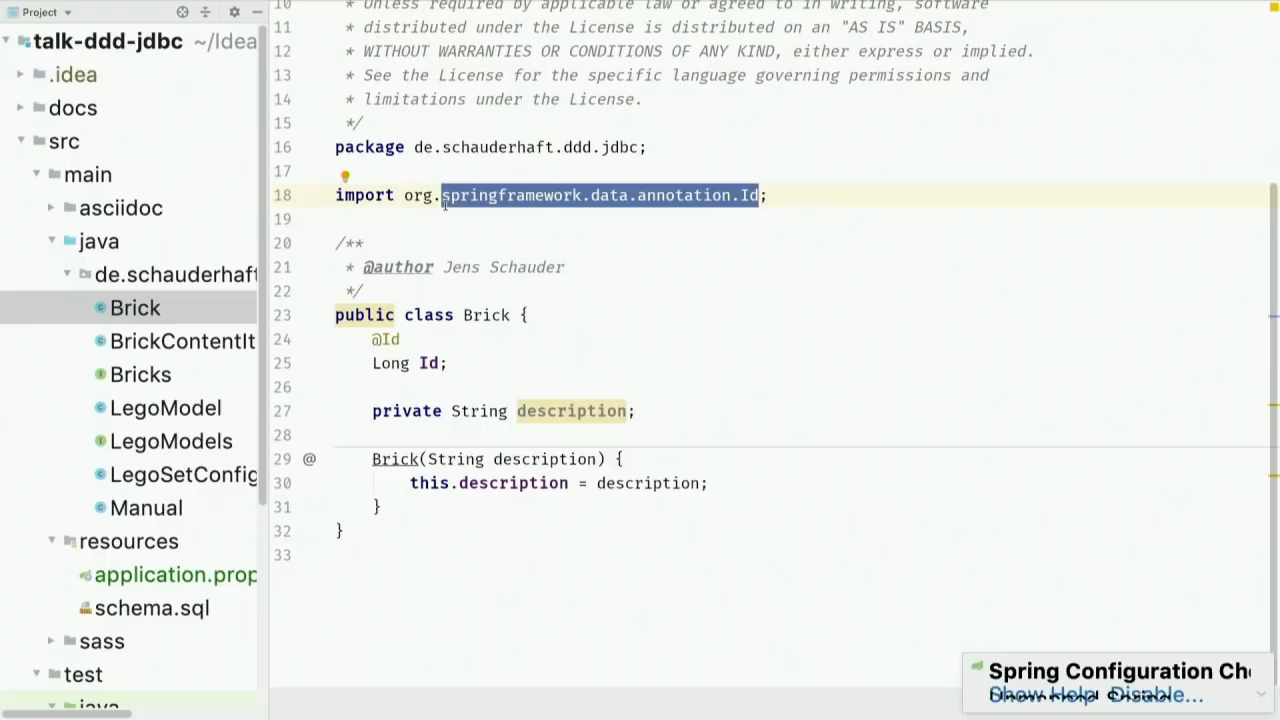 Project
talk-ddd-jdbc ~/Idea
.idea
docs
src
main
asciidoc
java
de.schauderhaft
Brick
BrickContentIt
Bricks
LegoModel
LegoModels
LegoSetConfig
Manual
resources
application.prop
schema.sql
sass
test
java
10 * Unless required by applicable law or agreed to in writing, software
11 * distributed under the License is distributed on an "AS IS" BASIS,
12 * WITHOUT WARRANTIES OR CONDITIONS OF ANY KIND, either express or implied.
13 * See the License for the specific language governing permissions and
14 * limitations under the License.
15 */
16 package de.schauderhaft.ddd.jdbc;
17
18 import org.springframework.data.annotation.Id;
19
20 /**
21 * @author Jens Schauder
22 */
23 public class Brick {
24 @Id
25 Long Id;
26
27 private String description;
28
29 @ Brick(String description) {
30 this.description = description;
31 }
32 }
33
Spring Configuration Che
Show Help Disable...